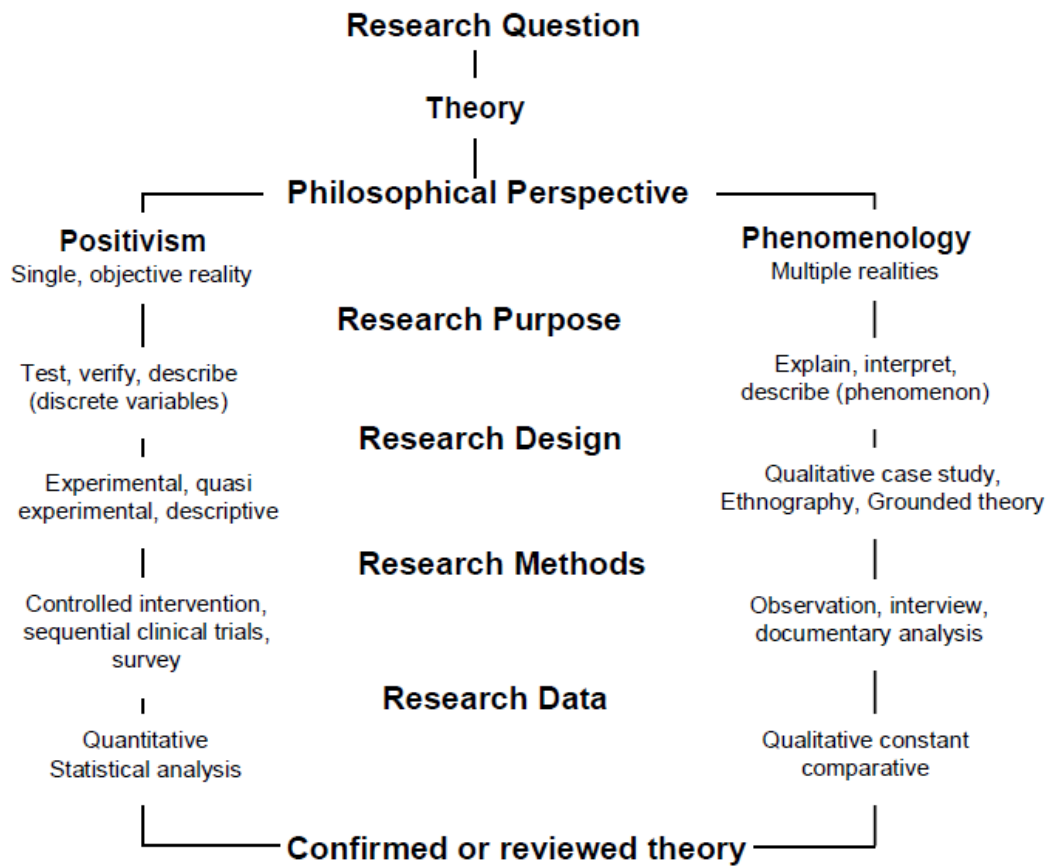 Research Question
Theory
Philosophical Perspective
Positivism
Single, objective reality
Phenomenology
Multiple realities
Research Purpose
Test, verify, describe
(discrete variables)
Explain, interpret,
describe (phenomenon)
Research Design
Experimental, quasi
experimental, descriptive
Qualitative case study,
Ethnography, Grounded theory
Research Methods
Controlled intervention,
sequential clinical trials,
survey
Observation, interview,
documentary analysis
Research Data
Quantitative
Statistical analysis
Qualitative constant
comparative
Confirmed or reviewed theory